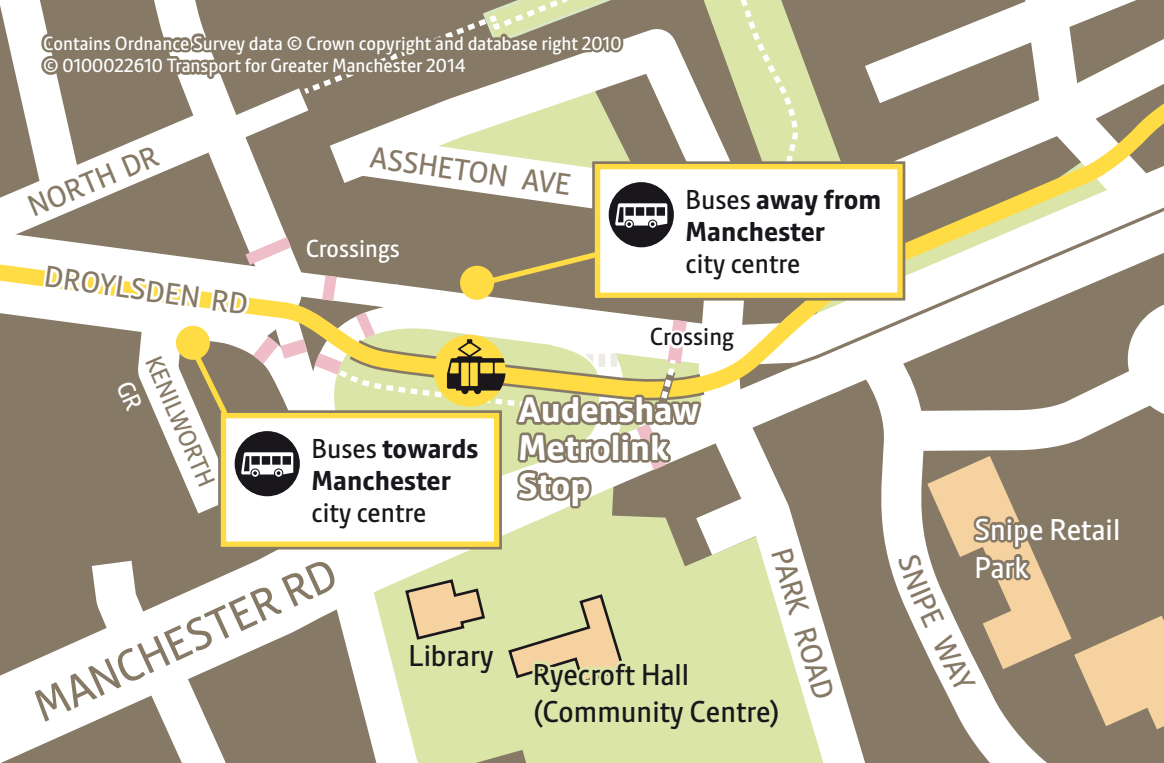 Contains Ordnance Survey data © Crown copyright and database right 2010
© 0100022610 Transport for Greater Manchester 2014
NORTH DR
ASSHETON AVE
Buses away from
Manchester
city centre
Crossings
DROYLSDEN RD
Crossing
KENILWORTH
GR
Audenshaw
Metrolink
Stop
Buses towards
Manchester
city centre
Snipe Retail
Park
MANCHESTER RD
PARK ROAD
SNIPE WAY
Library
Ryecroft Hall
(Community Centre)